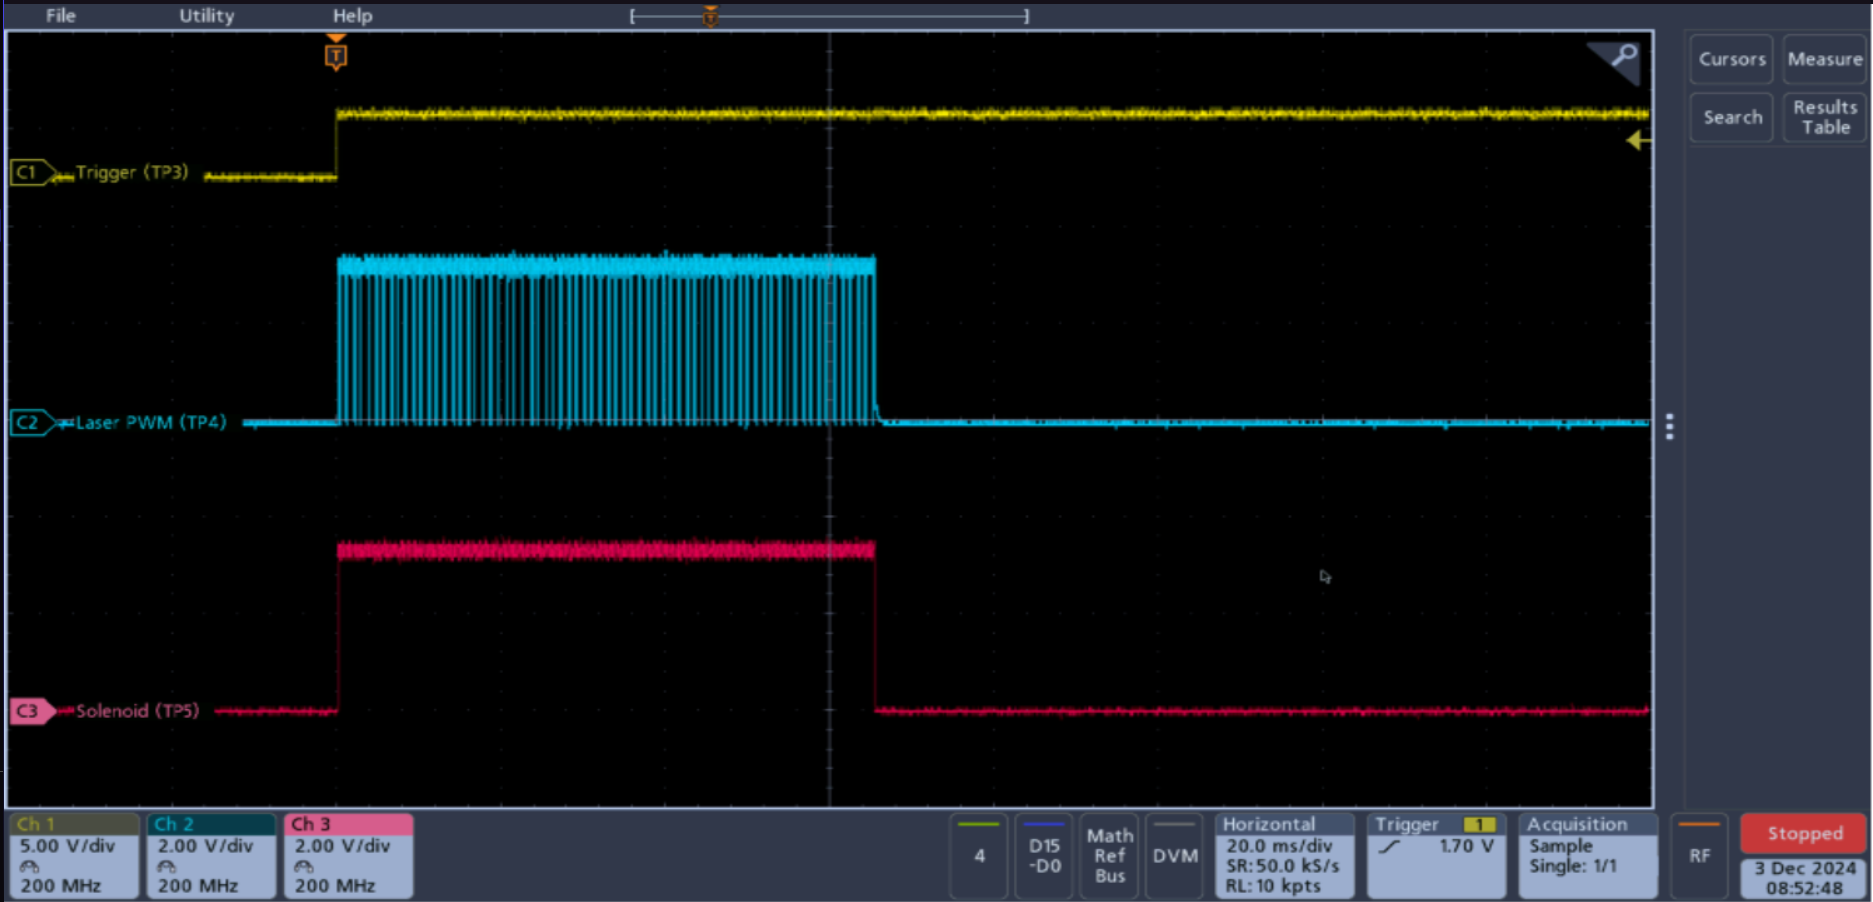 File Utility Help
T
T
Cursors Measure
Search Results
Table
C1 Trigger (TP3)
C2 Laser PWM (TP4)
C3 Solenoid (TP5)
Ch 1
5.00 V/div
200 MHz
Ch 2
2.00 V/div
200 MHz
Ch 3
2.00 V/div
200 MHz
4
D15
-D0
Math
Ref
Bus
DVM
Horizontal
20.0 ms/div
SR: 50.0 kS/s
RL: 10 kpts
Trigger 1
1.70 V
Acquisition
Sample
Single: 1/1
RF
Stopped
3 Dec 2024
08:52:48